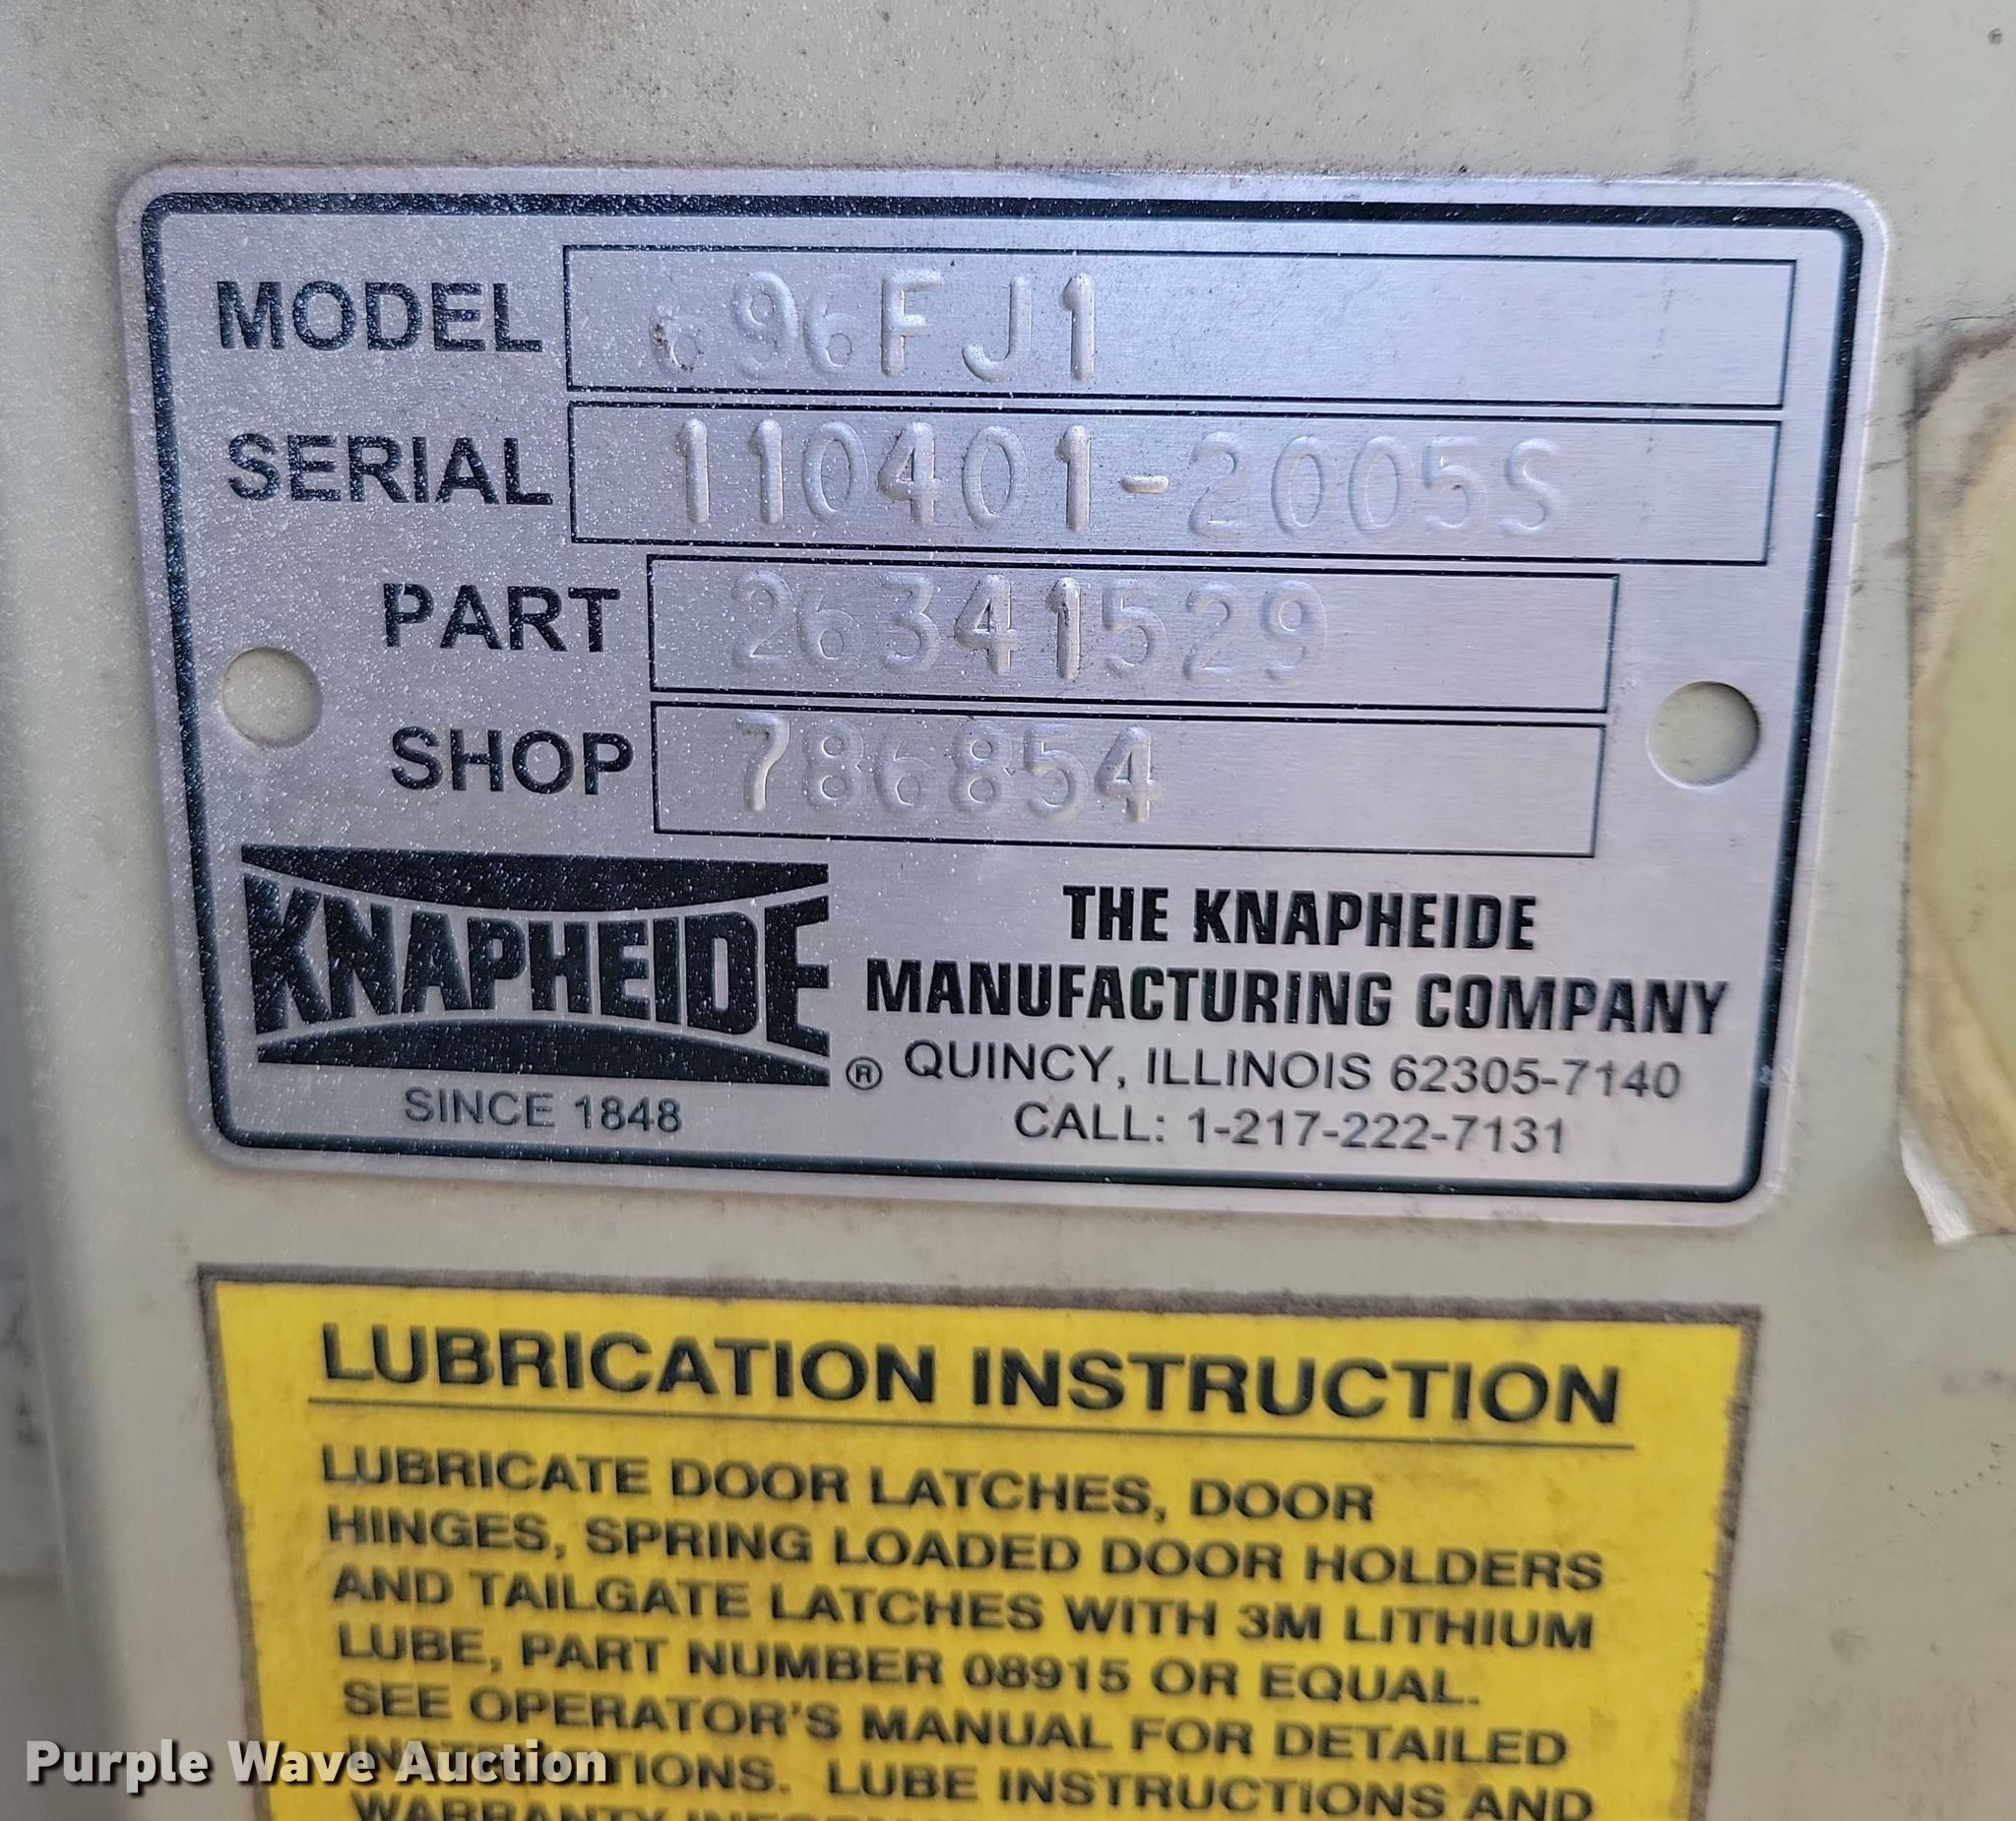 MODEL 696FJ1
SERIAL 110401-2005S
PART 26341529
SHOP 786854
KNAPHEIDE
®
SINCE 1848
THE KNAPHEIDE
MANUFACTURING COMPANY
QUINCY, ILLINOIS 62305-7140
CALL: 1-217-222-7131
LUBRICATION INSTRUCTION
LUBRICATE DOOR LATCHES, DOOR
HINGES, SPRING LOADED DOOR HOLDERS
AND TAILGATE LATCHES WITH 3M LITHIUM
LUBE, PART NUMBER 08915 OR EQUAL.
SEE OPERATOR'S MANUAL FOR DETAILED
INSTRUCTIONS. LUBE INSTRUCTIONS AND
WARRANTY
Purple Wave Auction